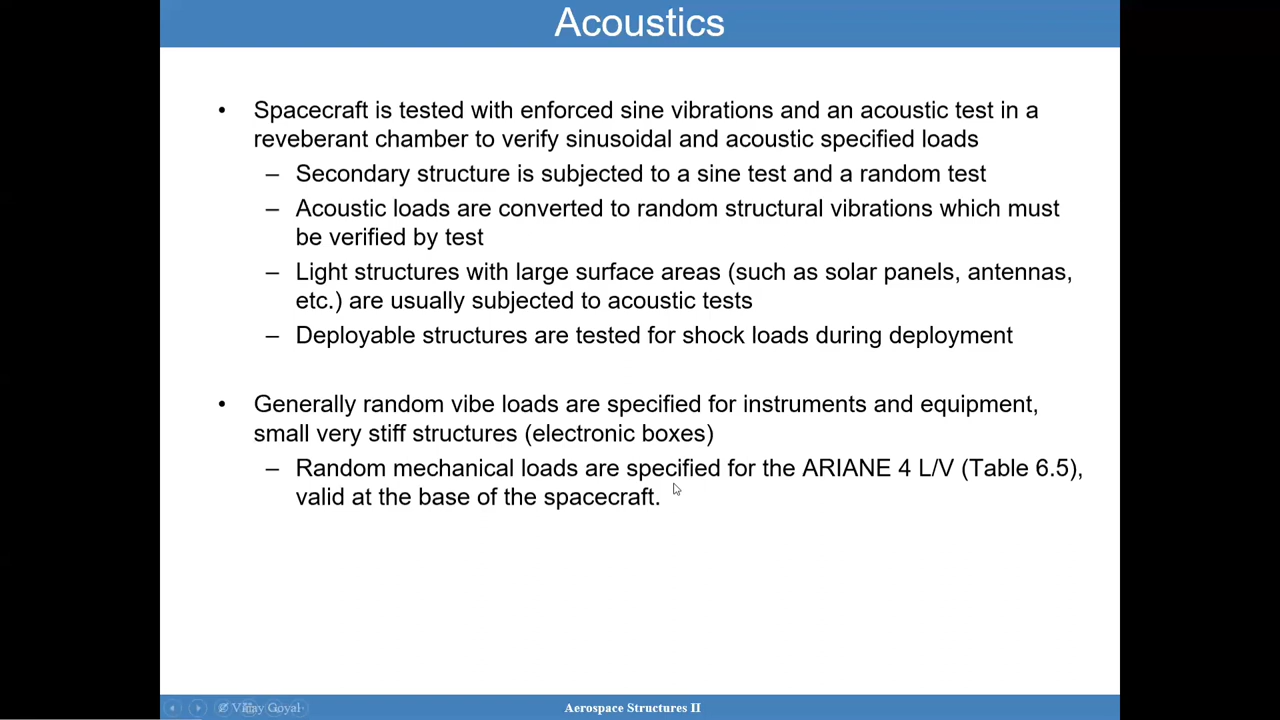 Acoustics
• Spacecraft is tested with enforced sine vibrations and an acoustic test in a
reveberant chamber to verify sinusoidal and acoustic specified loads
– Secondary structure is subjected to a sine test and a random test
– Acoustic loads are converted to random structural vibrations which must
be verified by test
– Light structures with large surface areas (such as solar panels, antennas,
etc.) are usually subjected to acoustic tests
– Deployable structures are tested for shock loads during deployment
• Generally random vibe loads are specified for instruments and equipment,
small very stiff structures (electronic boxes)
– Random mechanical loads are specified for the ARIANE 4 L/V (Table 6.5),
valid at the base of the spacecraft.
Goyal
Aerospace Structures II